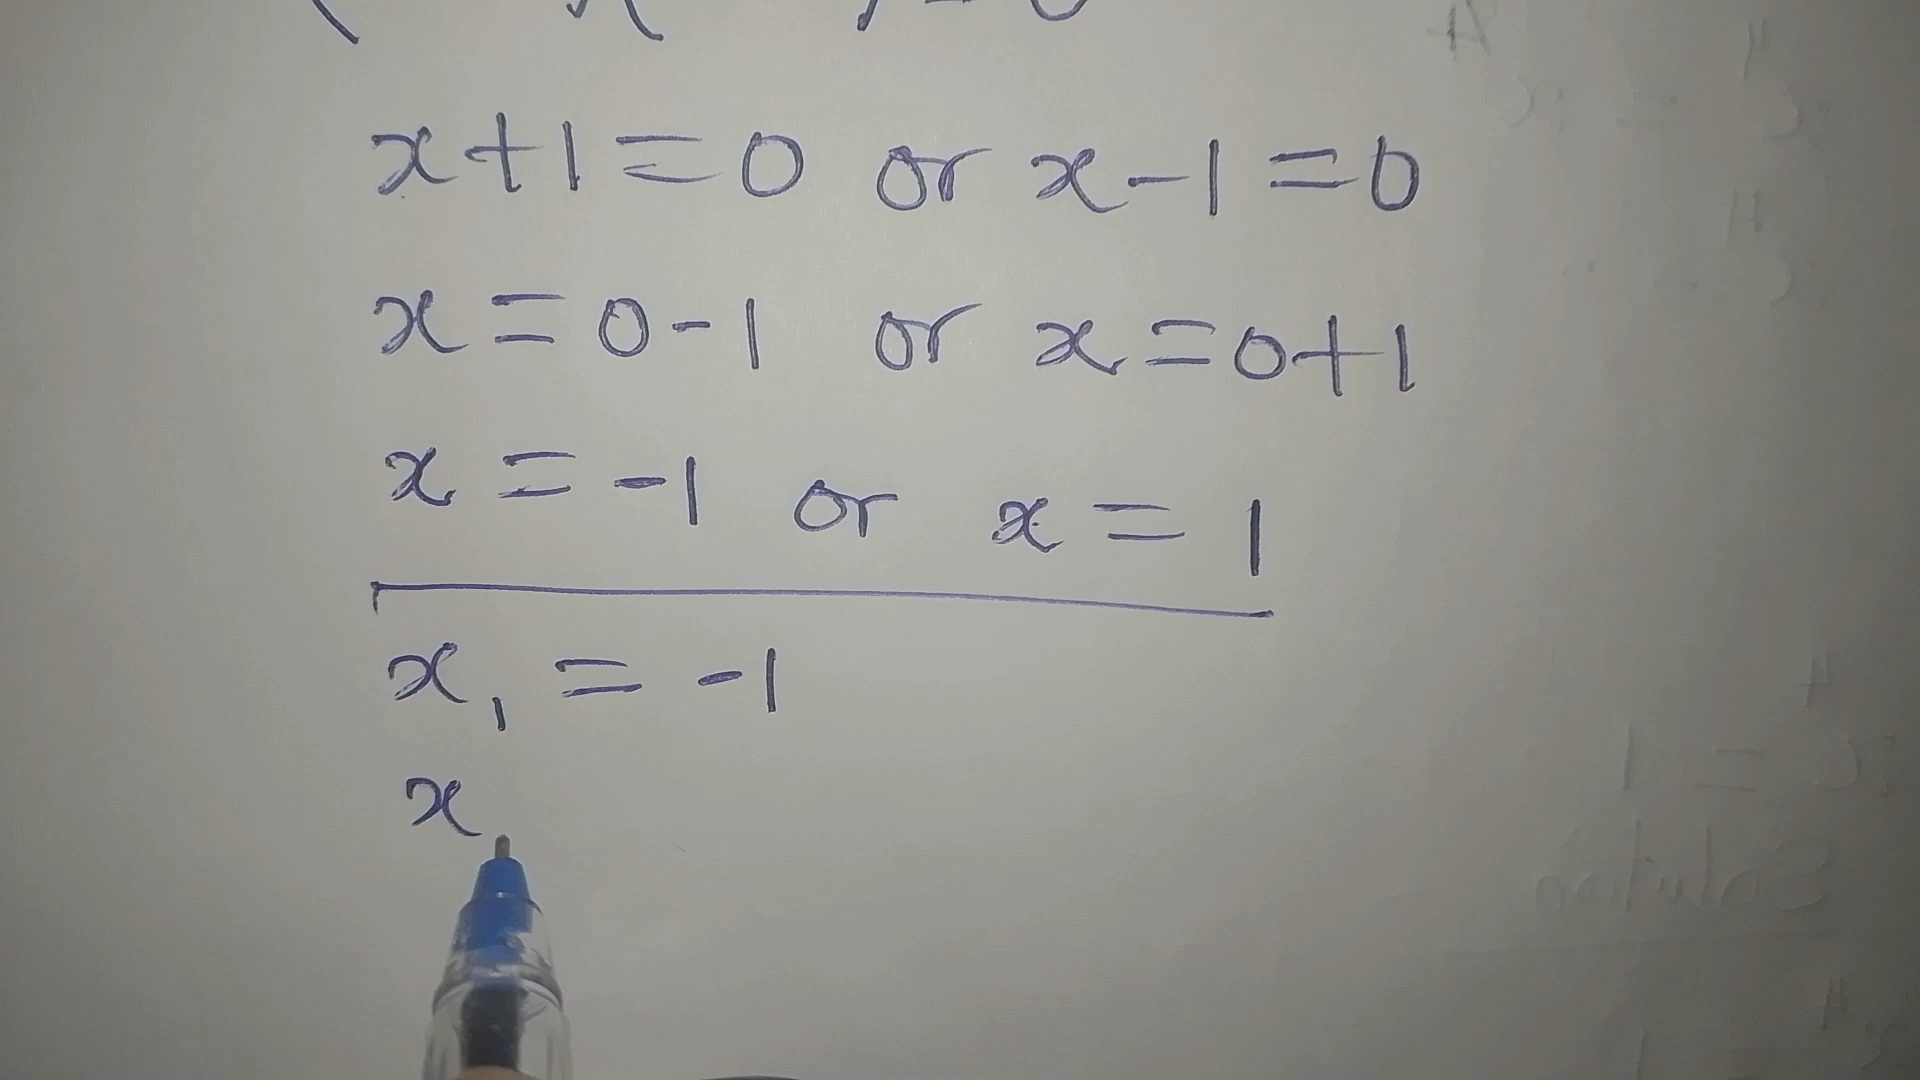 x+1=0 or x-1=0
x=0-1 or x=0+1
x=-1 or x=1
x₁=-1
x